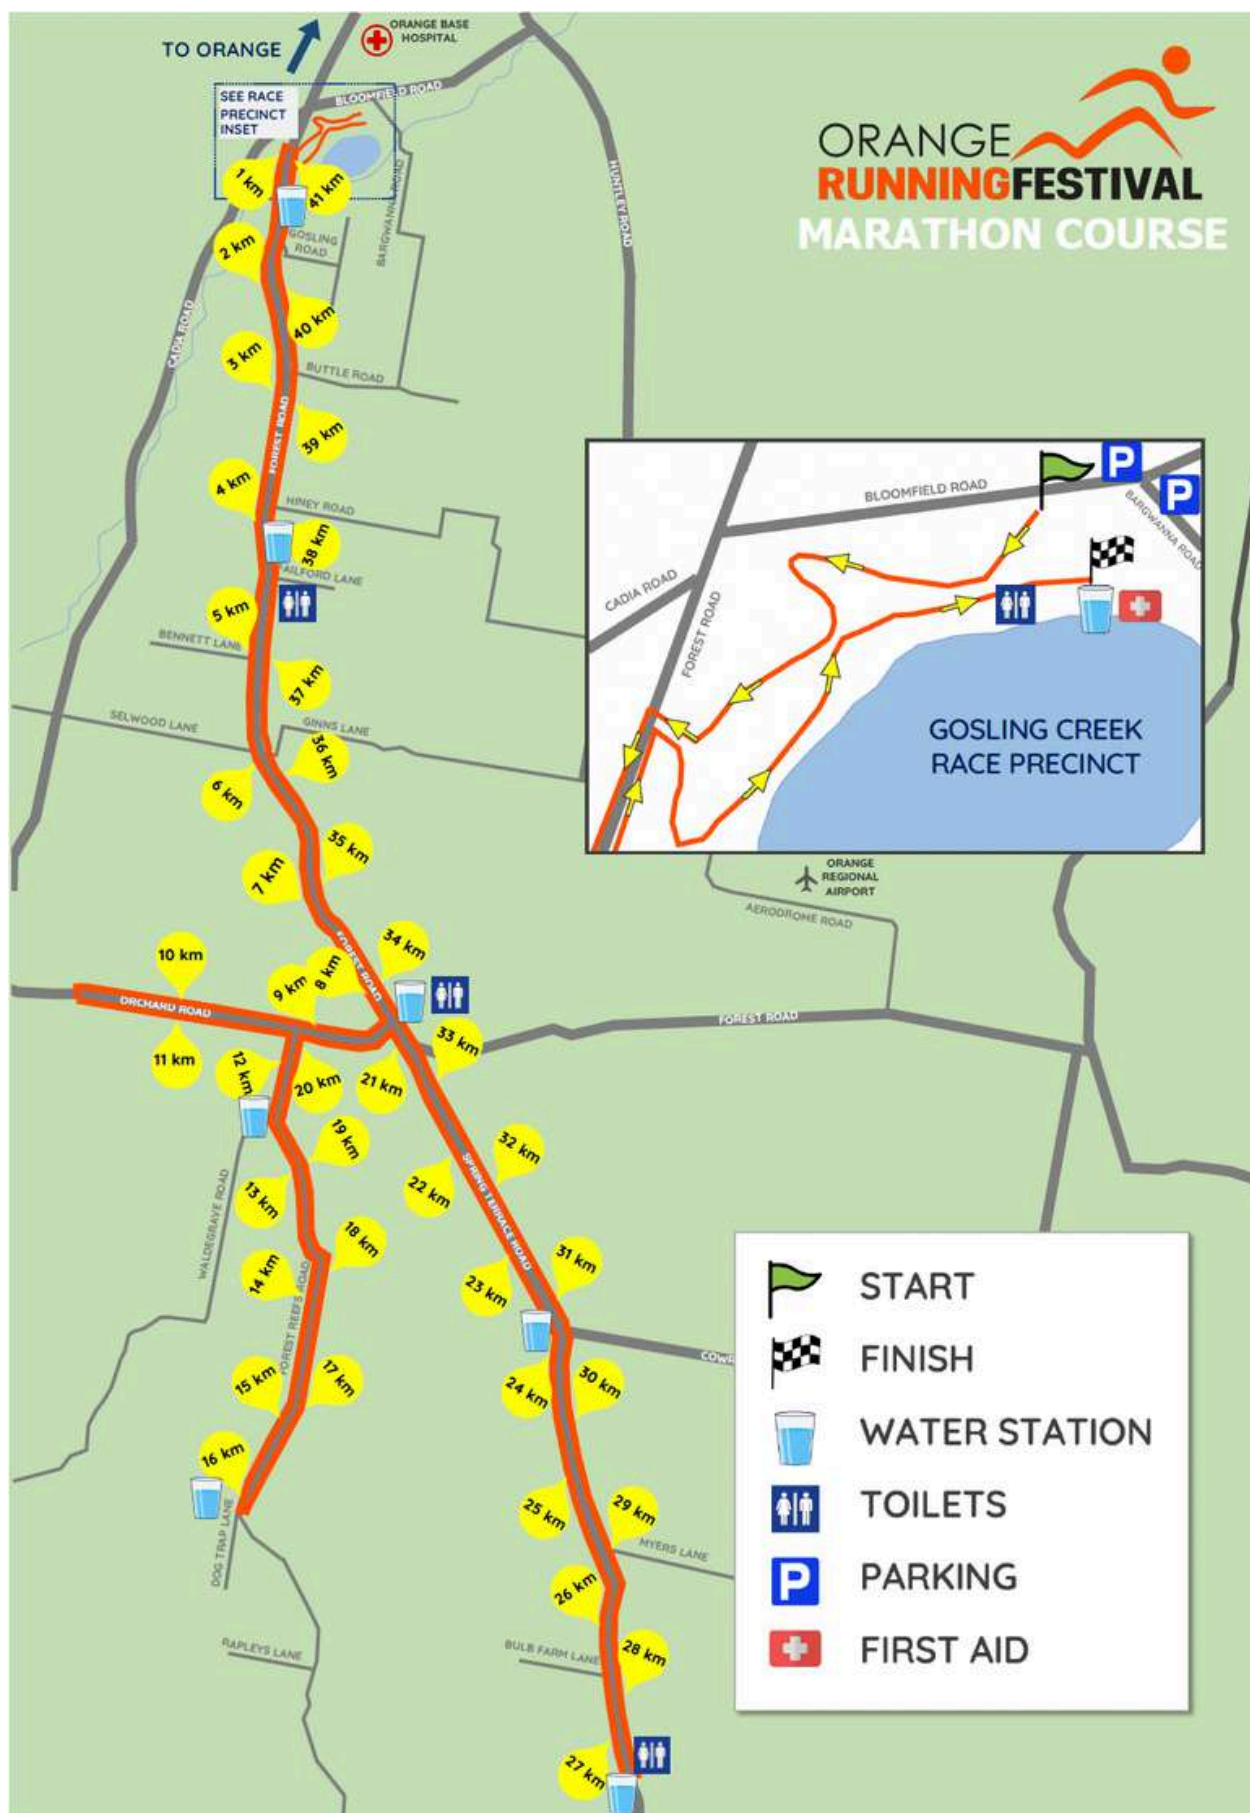 ORANGE BASE
HOSPITAL
TO ORANGE
SEE RACE
PRECINCT
INSET
BLOOMFIELD ROAD
ORANGE
RUNNINGFESTIVAL
MARATHON COURSE
HUNTLEY ROAD
BARGWANNA ROAD
1 km
41 km
GOSLING
ROAD
2 km
40 km
CADIA ROAD
3 km
BUTTLE ROAD
FOREST ROAD
39 km
4 km
HINEY ROAD
38 km
AILFORD LANE
5 km
BENNETT LANE
37 km
SELWOOD LANE
GINNS LANE
36 km
6 km
35 km
7 km
BLOOMFIELD ROAD
BARGWANNA ROAD
CADIA ROAD
FOREST ROAD
GOSLING CREEK
RACE PRECINCT
ORANGE
REGIONAL
AIRPORT
AERODROME ROAD
34 km
FOREST ROAD
8 km
9 km
10 km
ORCHARD ROAD
FOREST ROAD
33 km
11 km
12 km
20 km
21 km
19 km
32 km
13 km
22 km
SPRING TERRACE ROAD
WALDEGRAVE ROAD
18 km
14 km
31 km
23 km
FOREST REEFS ROAD
COWR
15 km
17 km
24 km
30 km
16 km
25 km
29 km
MYERS LANE
DOG TRAP LANE
26 km
RAPLEYS LANE
BULB FARM LANE
28 km
27 km
START
FINISH
WATER STATION
TOILETS
P
PARKING
FIRST AID
P
P